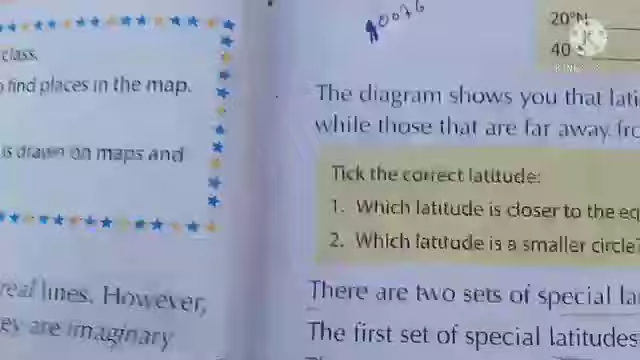 class.
find places in the map.
is drawn on maps and
real lines. However,
ey are imaginary
20°N
40
The diagram shows you that lati
while those that are far away fro
Tick the correct latitude:
1. Which latitude is closer to the eq
2. Which latitude is a smaller circle?
There are two sets of special la
The first set of special latitudes